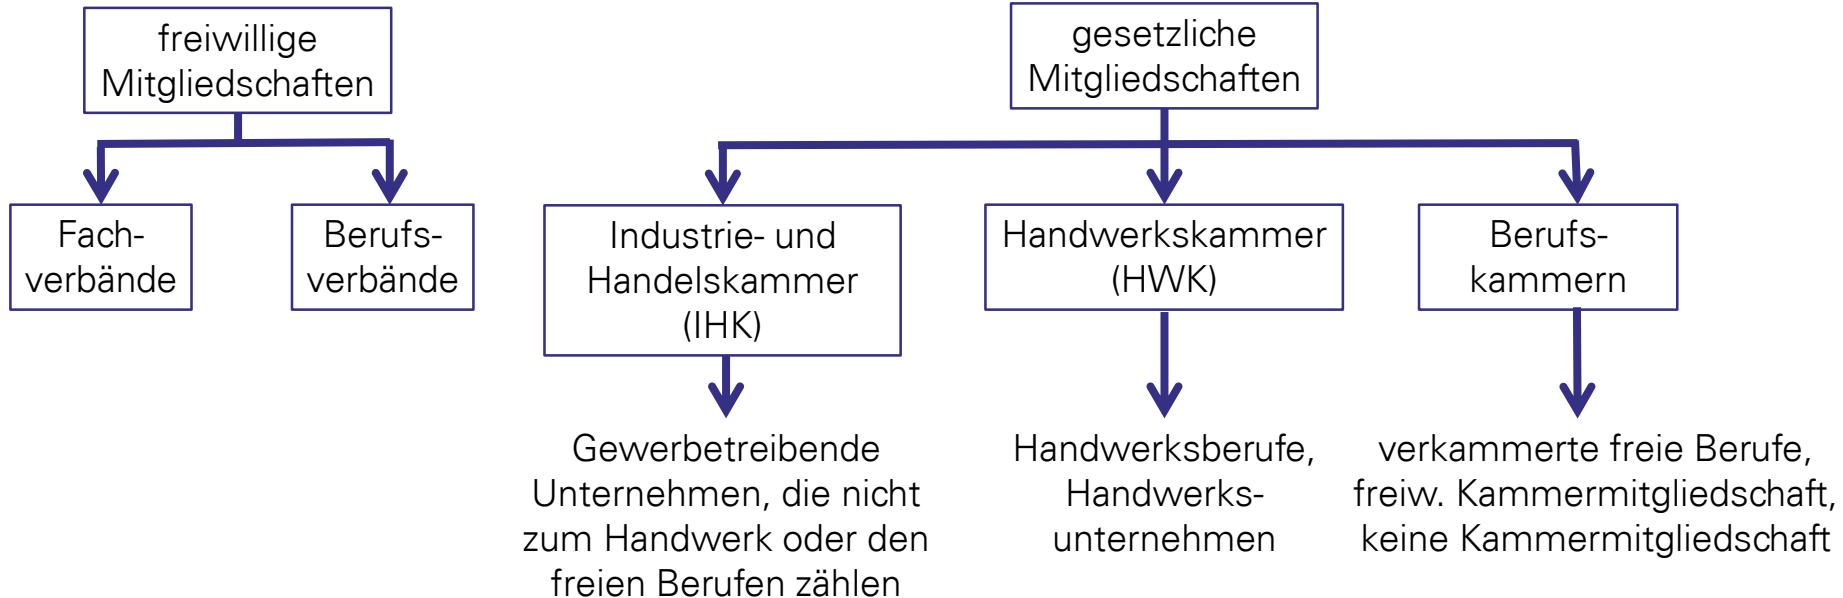 freiwillige
Mitgliedschaften
gesetzliche
Mitgliedschaften
Fach-
verbände
Berufs-
verbände
Industrie- und
Handelskammer
(IHK)
Handwerkskammer
(HWK)
Berufs-
kammern
Gewerbetreibende
Unternehmen, die nicht
zum Handwerk oder den
freien Berufen zählen
Handwerksberufe,
Handwerks-
unternehmen
verkammerte freie Berufe,
freiw. Kammermitgliedschaft,
keine Kammermitgliedschaft